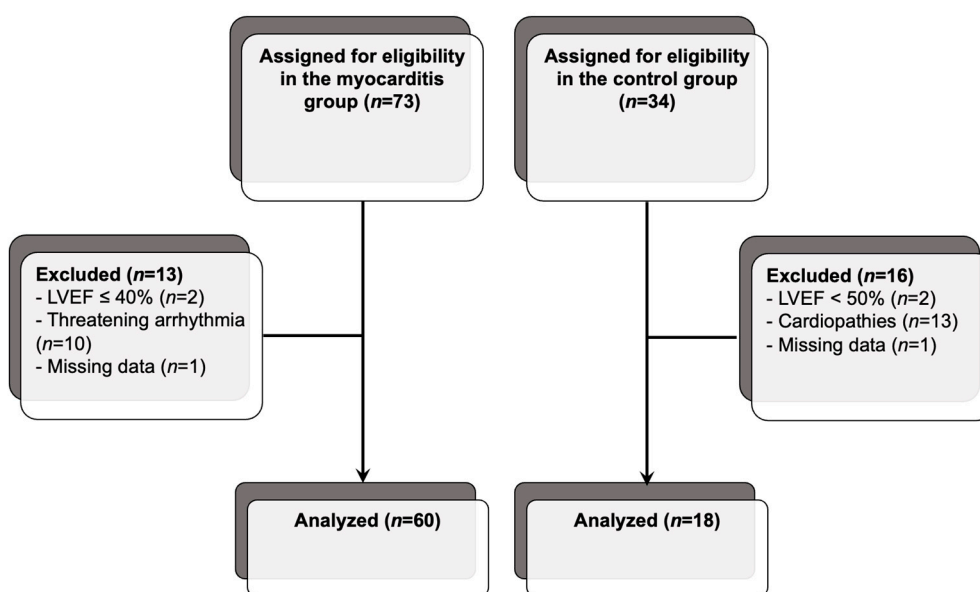 Assigned for eligibility
in the myocarditis
group (n=73)
Assigned for eligibility
in the control group
(n=34)
Excluded (n=13)
- LVEF ≤ 40% (n=2)
- Threatening arrhythmia
(n=10)
- Missing data (n=1)
Excluded (n=16)
- LVEF < 50% (n=2)
- Cardiopathies (n=13)
- Missing data (n=1)
Analyzed (n=60)
Analyzed (n=18)